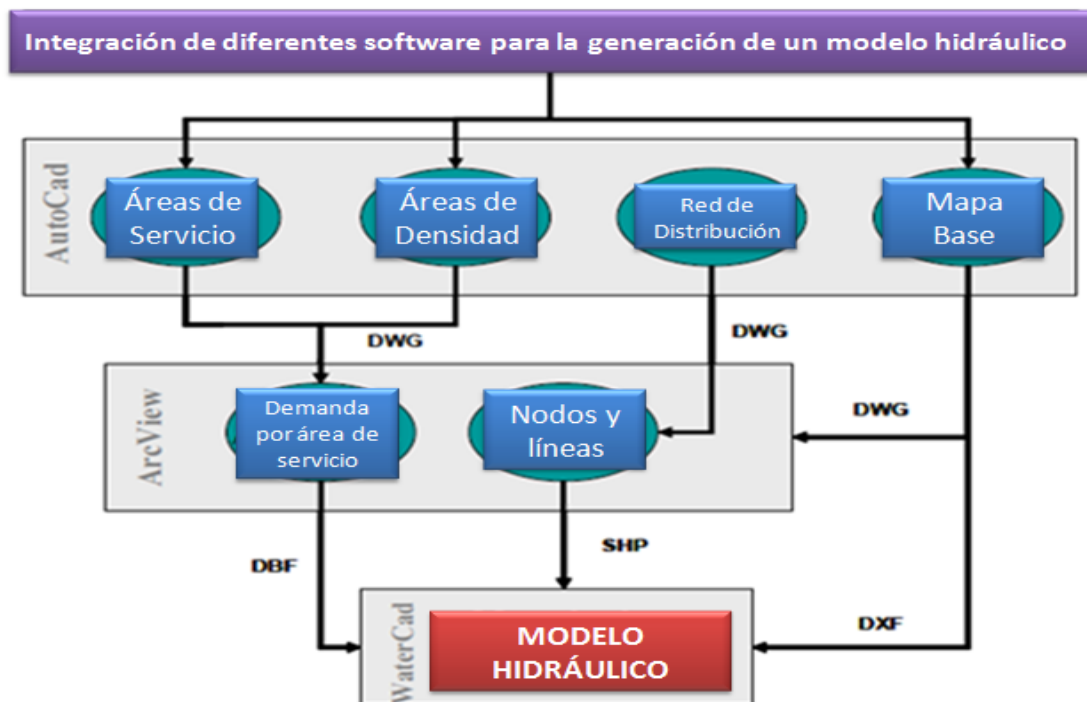 Integración de diferentes software para la generación de un modelo hidráulico
AutoCad
Áreas de
Servicio
Áreas de
Densidad
Red de
Distribución
Mapa
Base
DWG
DWG
DWG
ArcView
Demanda
por área de
servicio
Nodos y
líneas
DBF
SHP
DXF
WaterCad
MODELO
HIDRÁULICO